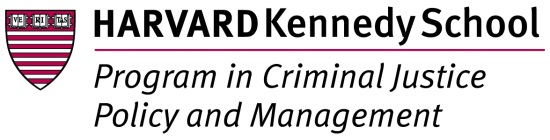 VE RI TAS
HARVARD Kennedy School
Program in Criminal Justice
Policy and Management